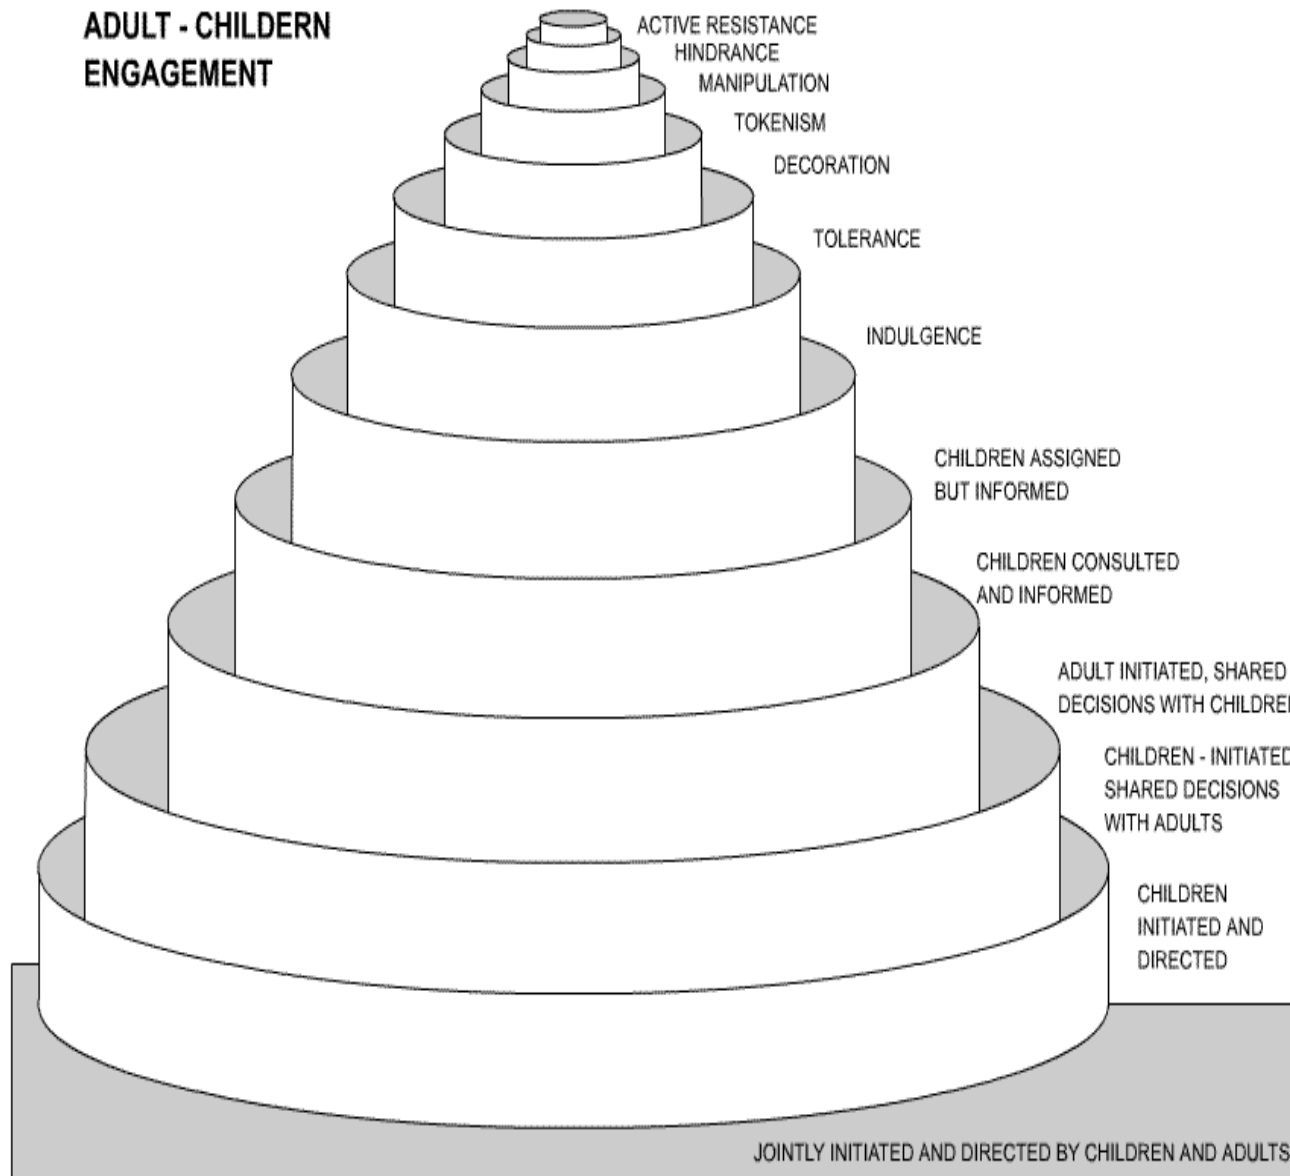 ADULT - CHILDERN
ENGAGEMENT
ACTIVE RESISTANCE
HINDRANCE
MANIPULATION
TOKENISM
DECORATION
TOLERANCE
INDULGENCE
CHILDREN ASSIGNED
BUT INFORMED
CHILDREN CONSULTED
AND INFORMED
ADULT INITIATED, SHARED
DECISIONS WITH CHILDREN
CHILDREN - INITIATED
SHARED DECISIONS
WITH ADULTS
CHILDREN
INITIATED AND
DIRECTED
JOINTLY INITIATED AND DIRECTED BY CHILDREN AND ADULTS